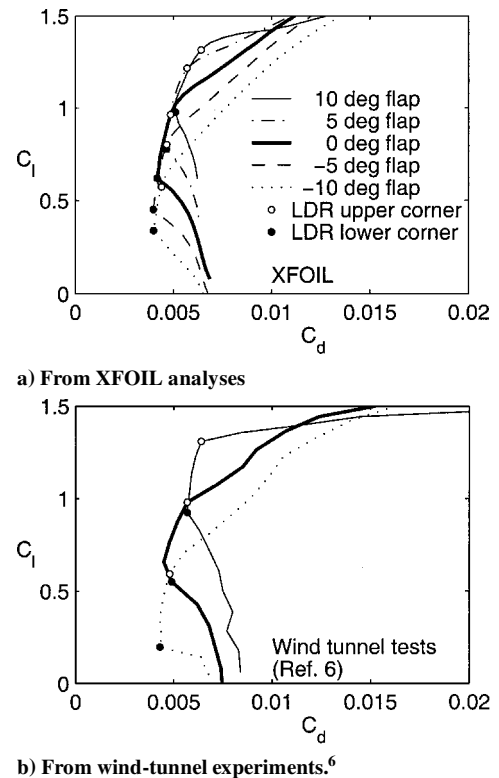 1.5
1
C_l
0.5
0
10 deg flap
5 deg flap
0 deg flap
−5 deg flap
−10 deg flap
LDR upper corner
LDR lower corner
XFOIL
0.005 0.01 0.015 0.02
C_d
a) From XFOIL analyses
1.5
1
C_l
0.5
0
Wind tunnel tests
(Ref. 6)
0 0.005 0.01 0.015 0.02
C_d
b) From wind-tunnel experiments.⁶